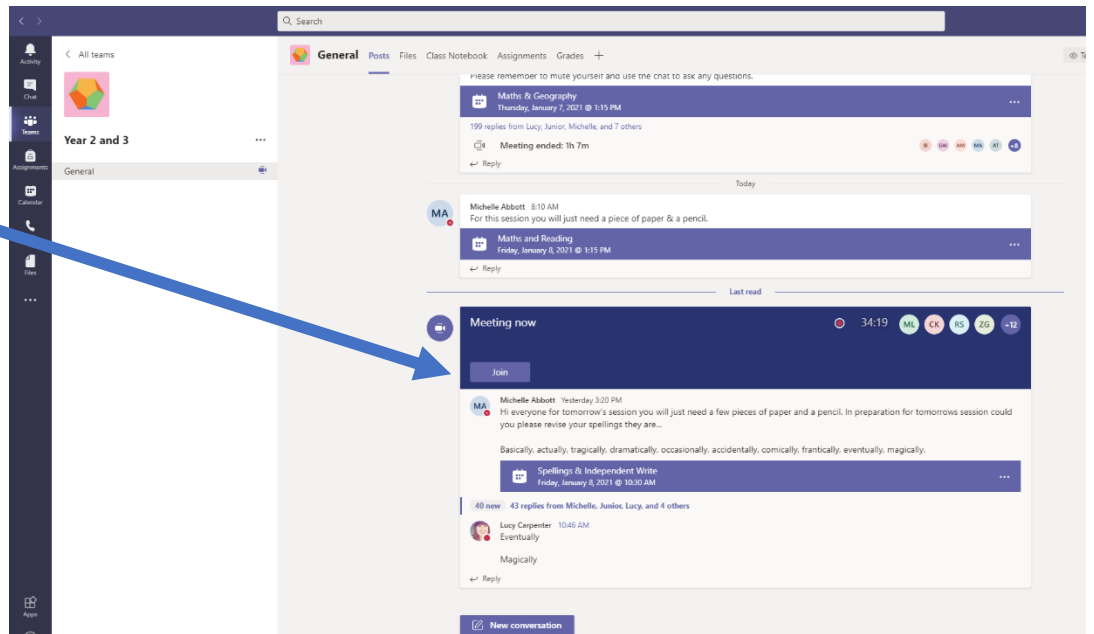 Search
Activity
Chat
Teams
Assignments
Calendar
Files
Apps
All teams
Year 2 and 3
General
General Posts Files Class Notebook Assignments Grades
Please remember to mute yourself and use the chat to ask any questions.
Maths & Geography
Thursday, January 7, 2021 @ 1:15 PM
199 replies from Lucy, Junior, Michelle, and 7 others
Meeting ended: 1h 7m
GW AM MA AT +8
Reply
Today
MA
Michelle Abbott 8:10 AM
For this session you will just need a piece of paper & a pencil.
Maths and Reading
Friday, January 8, 2021 @ 1:15 PM
Reply
Last read
Meeting now 34:19 ML CK RS ZG +12
Join
MA
Michelle Abbott Yesterday 3:20 PM
Hi everyone for tomorrow's session you will just need a few pieces of paper and a pencil. In preparation for tomorrows session could
you please revise your spellings they are...
Basically, actually, tragically, dramatically, occasionally, accidentally, comically, frantically, eventually, magically.
Spellings & Independent Write
Friday, January 8, 2021 @ 10:30 AM
40 new 43 replies from Michelle, Junior, Lucy, and 4 others
Lucy Carpenter 10:46 AM
Eventually
Magically
Reply
New conversation